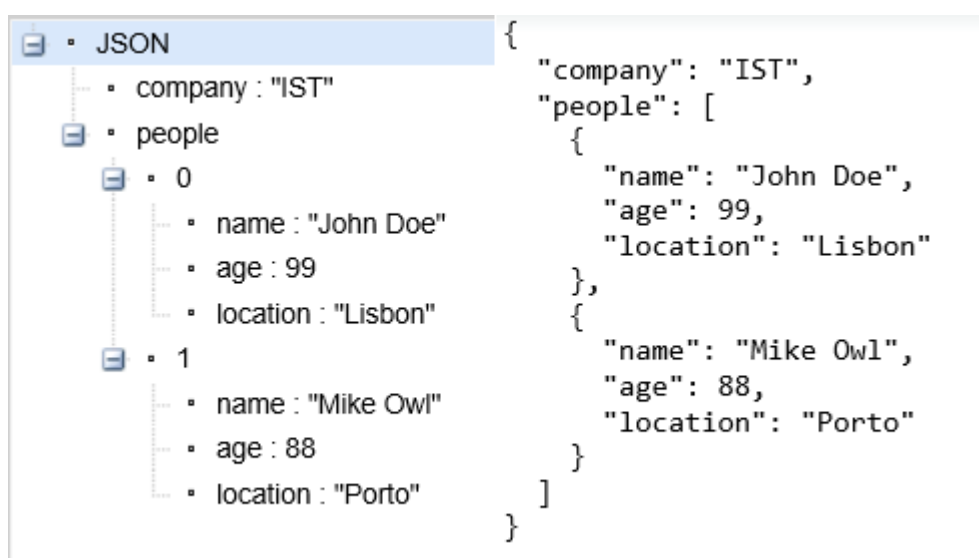 JSON
company : "IST"
people
0
name : "John Doe"
age : 99
location : "Lisbon"
1
name : "Mike Owl"
age : 88
location : "Porto"
{
  "company": "IST",
  "people": [
    {
      "name": "John Doe",
      "age": 99,
      "location": "Lisbon"
    },
    {
      "name": "Mike Owl",
      "age": 88,
      "location": "Porto"
    }
  ]
}